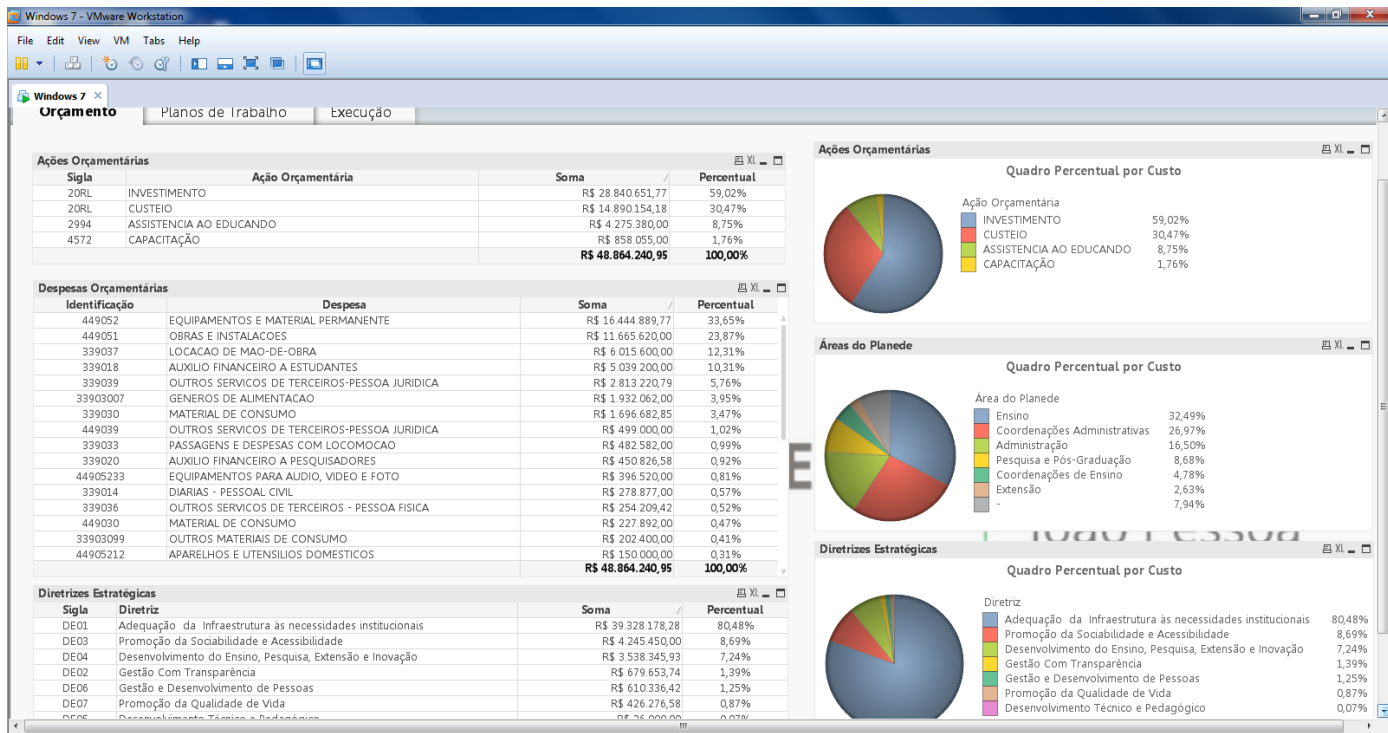 Windows 7 - VMware Workstation
File Edit View VM Tabs Help
Windows 7
Orçamento Planos de Trabalho Execução
Ações Orçamentárias XL
Sigla Ação Orçamentária Soma Percentual
20RL INVESTIMENTO R$ 28.840.651,77 59,02%
20RL CUSTEIO R$ 14.890.154,18 30,47%
2994 ASSISTENCIA AO EDUCANDO R$ 4.275.380,00 8,75%
4572 CAPACITAÇÃO R$ 858.055,00 1,76%
R$ 48.864.240,95 100,00%
Despesas Orçamentárias XL
Identificação Despesa Soma Percentual
449052 EQUIPAMENTOS E MATERIAL PERMANENTE R$ 16.444.889,77 33,65%
449051 OBRAS E INSTALACOES R$ 11.665.620,00 23,87%
339037 LOCACAO DE MAO-DE-OBRA R$ 6.015.600,00 12,31%
339018 AUXILIO FINANCEIRO A ESTUDANTES R$ 5.039.200,00 10,31%
339039 OUTROS SERVICOS DE TERCEIROS-PESSOA JURIDICA R$ 2.813.220,79 5,76%
33903007 GENEROS DE ALIMENTACAO R$ 1.932.062,00 3,95%
339030 MATERIAL DE CONSUMO R$ 1.696.682,85 3,47%
449039 OUTROS SERVICOS DE TERCEIROS-PESSOA JURIDICA R$ 499.000,00 1,02%
339033 PASSAGENS E DESPESAS COM LOCOMOCAO R$ 482.582,00 0,99%
339020 AUXILIO FINANCEIRO A PESQUISADORES R$ 450.826,58 0,92%
44905233 EQUIPAMENTOS PARA AUDIO, VIDEO E FOTO R$ 396.520,00 0,81%
339014 DIARIAS - PESSOAL CIVIL R$ 278.877,00 0,57%
339036 OUTROS SERVICOS DE TERCEIROS - PESSOA FISICA R$ 254.209,42 0,52%
449030 MATERIAL DE CONSUMO R$ 227.892,00 0,47%
33903099 OUTROS MATERIAIS DE CONSUMO R$ 202.400,00 0,41%
44905212 APARELHOS E UTENSILIOS DOMESTICOS R$ 150.000,00 0,31%
R$ 48.864.240,95 100,00%
Diretrizes Estratégicas XL
Sigla Diretriz Soma Percentual
DE01 Adequação da Infraestrutura às necessidades institucionais R$ 39.328.178,28 80,48%
DE03 Promoção da Sociabilidade e Acessibilidade R$ 4.245.450,00 8,69%
DE04 Desenvolvimento do Ensino, Pesquisa, Extensão e Inovação R$ 3.538.345,93 7,24%
DE02 Gestão Com Transparência R$ 679.653,74 1,39%
DE06 Gestão e Desenvolvimento de Pessoas R$ 610.336,42 1,25%
DE07 Promoção da Qualidade de Vida R$ 426.276,58 0,87%
DE05 Desenvolvimento Técnico e Pedagógico R$ 36.000,00 0,07%
Ações Orçamentárias XL
Quadro Percentual por Custo
Ação Orçamentária
INVESTIMENTO 59,02%
CUSTEIO 30,47%
ASSISTENCIA AO EDUCANDO 8,75%
CAPACITAÇÃO 1,76%
Áreas do Planede XL
Quadro Percentual por Custo
Área do Planede
Ensino 32,49%
Coordenações Administrativas 26,97%
Administração 16,50%
Pesquisa e Pós-Graduação 8,68%
Coordenações de Ensino 4,78%
Extensão 2,63%
- 7,94%
E
João Pessoa
Diretrizes Estratégicas XL
Quadro Percentual por Custo
Diretriz
Adequação da Infraestrutura às necessidades institucionais 80,48%
Promoção da Sociabilidade e Acessibilidade 8,69%
Desenvolvimento do Ensino, Pesquisa, Extensão e Inovação 7,24%
Gestão Com Transparência 1,39%
Gestão e Desenvolvimento de Pessoas 1,25%
Promoção da Qualidade de Vida 0,87%
Desenvolvimento Técnico e Pedagógico 0,07%